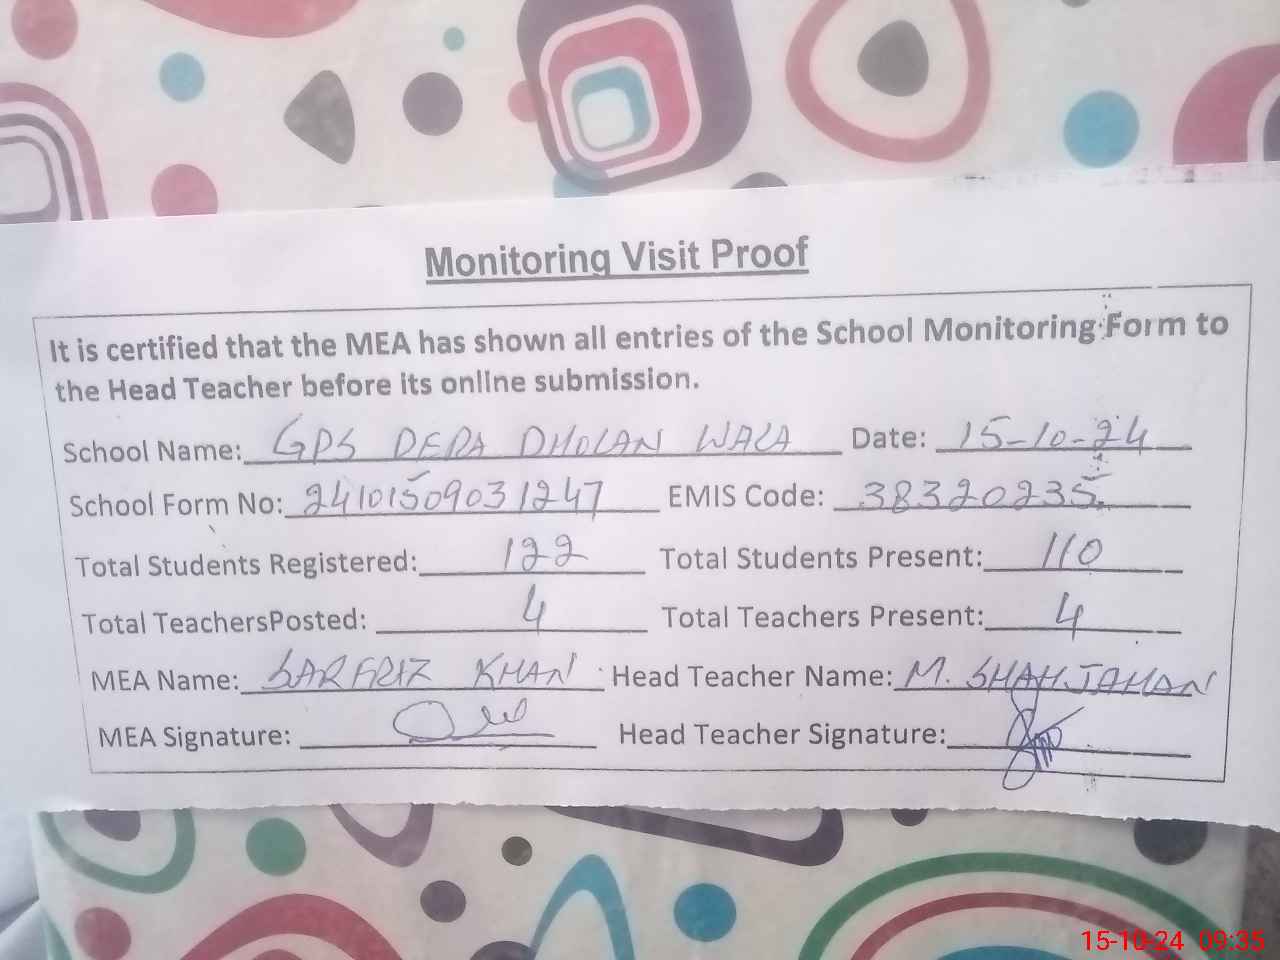 Monitoring Visit Proof
It is certified that the MEA has shown all entries of the School Monitoring Form to
the Head Teacher before its online submission.
School Name: GPS DERA DHOLAN WALA Date: 15-10-24
School Form No: 24101509031247 EMIS Code: 38320235
Total Students Registered: 122 Total Students Present: 110
Total TeachersPosted: 4 Total Teachers Present: 4
MEA Name: SARFRIZ KHAN Head Teacher Name: M. SHAHJAHAN
MEA Signature: Head Teacher Signature:
15-10-24 09:35